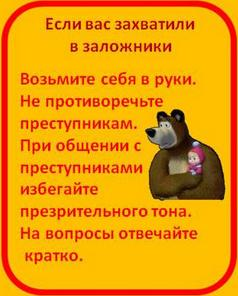 Если вас захватили
в заложники
Возьмите себя в руки.
Не противоречьте
преступникам.
При общении с
преступниками
избегайте
презрительного тона.
На вопросы отвечайте
кратко.